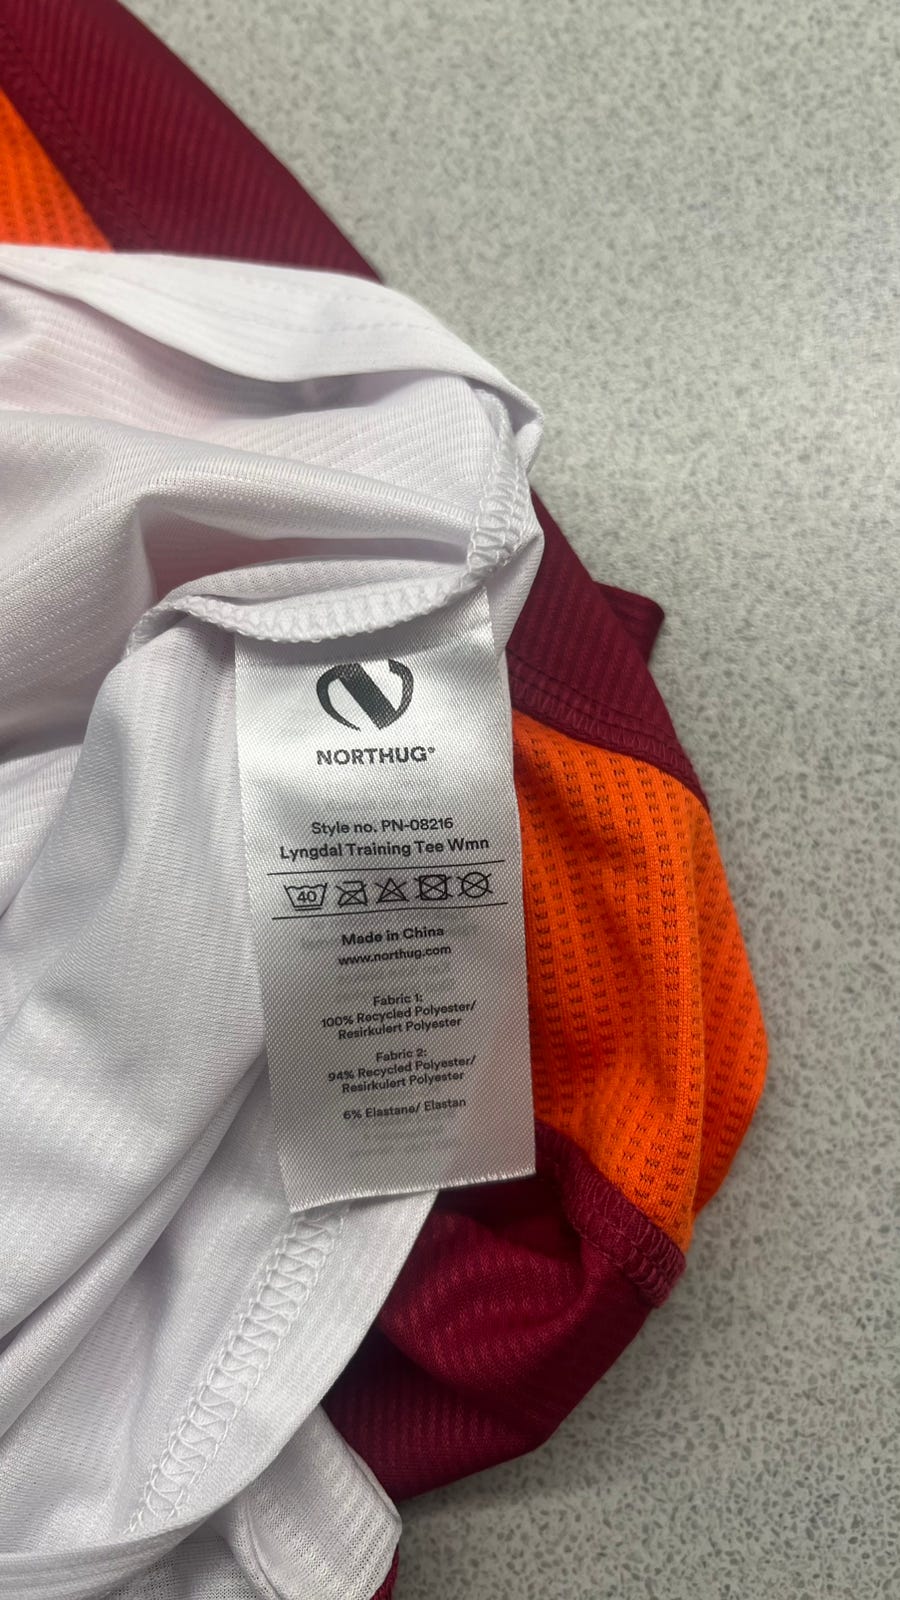 NORTHUG®
Style no. PN-08216
Lyngdal Training Tee Wmn
40
Made in China
www.northug.com
Fabric 1:
100% Recycled Polyester/
Resirkulert Polyester
Fabric 2:
94% Recycled Polyester/
Resirkulert Polyester
6% Elastane/ Elastan